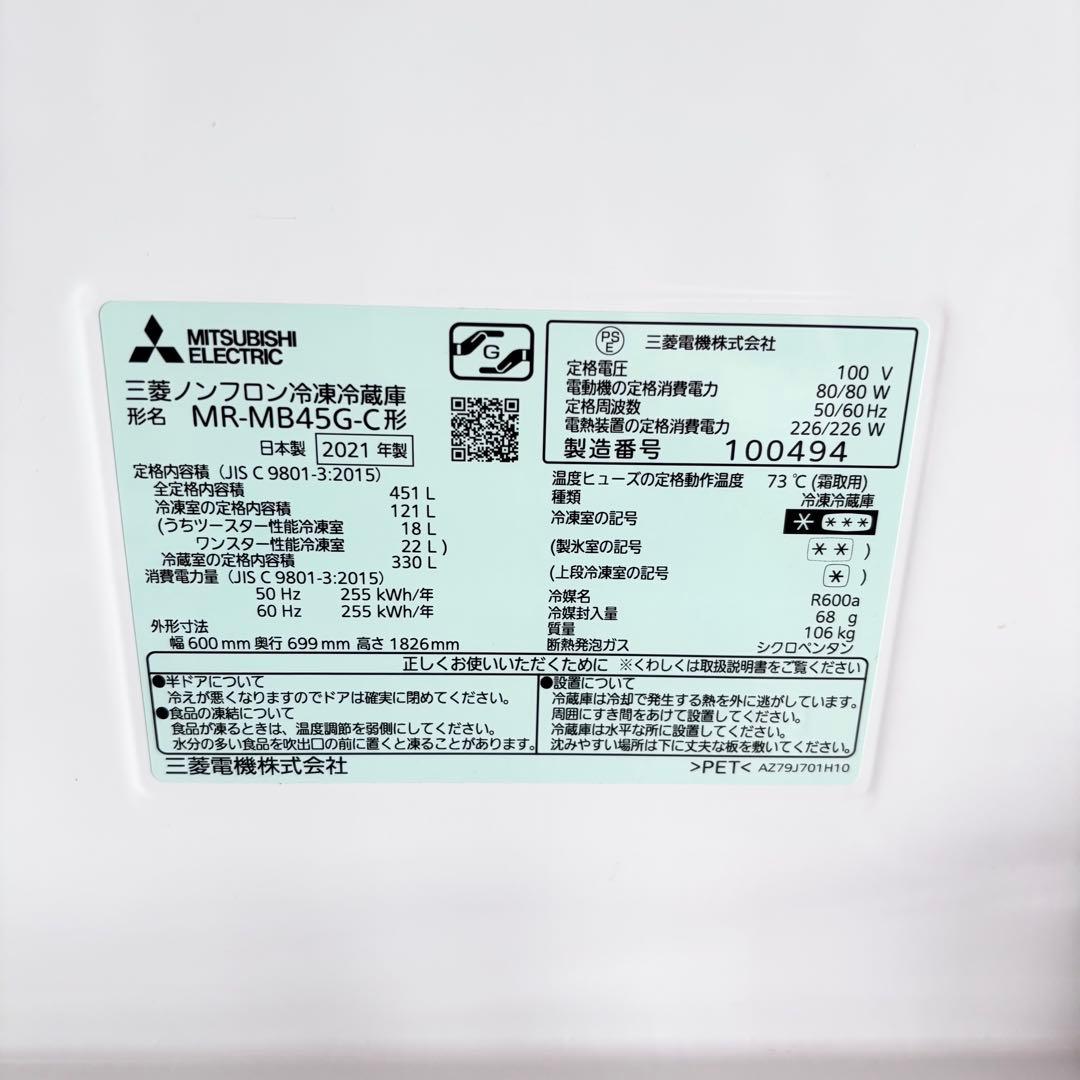 MITSUBISHI
ELECTRIC
G
三菱ノンフロン冷凍冷蔵庫
形名 MR-MB45G-C形
日本製 2021 年製
定格内容積（JIS C 9801-3:2015）
全定格内容積 451 L
冷凍室の定格内容積 121 L
(うちツースター性能冷凍室 18 L
ワンスター性能冷凍室 22 L )
冷蔵室の定格内容積 330 L
消費電力量（JIS C 9801-3:2015）
50 Hz 255 kWh/年
60 Hz 255 kWh/年
外形寸法
幅 600 mm 奥行 699 mm 高さ 1826 mm
PS
E
三菱電機株式会社
定格電圧 100 V
電動機の定格消費電力 80/80 W
定格周波数 50/60 Hz
電熱装置の定格消費電力 226/226 W
製造番号 100494
温度ヒューズの定格動作温度 73 ℃ (霜取用)
種類 冷凍冷蔵庫
冷凍室の記号 * ***
(製氷室の記号 ** )
(上段冷凍室の記号 * )
冷媒名 R600a
冷媒封入量 68 g
質量 106 kg
断熱発泡ガス シクロペンタン
正しくお使いいただくために ※くわしくは取扱説明書をご覧ください
●半ドアについて
冷えが悪くなりますのでドアは確実に閉めてください。
●食品の凍結について
食品が凍るときは、温度調節を弱側にしてください。
水分の多い食品を吹出口の前に置くと凍ることがあります。
●設置について
冷蔵庫は冷却で発生する熱を外に逃がしています。
周囲にすき間をあけて設置してください。
冷蔵庫は水平な所に設置してください。
沈みやすい場所は下に丈夫な板を敷いてください。
三菱電機株式会社
>PET< AZ79J701H10